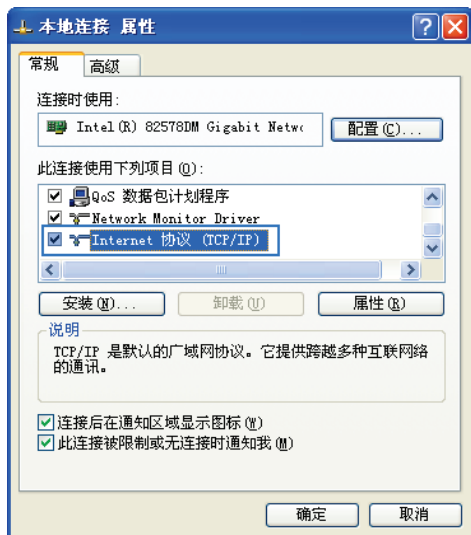 本地连接 属性
常规
高级
连接时使用:
Intel(R) 82578DM Gigabit Netw
配置(C)...
此连接使用下列项目(O):
QoS 数据包计划程序
Network Monitor Driver
Internet 协议 (TCP/IP)
安装(N)...
卸载(U)
属性(R)
说明
TCP/IP 是默认的广域网协议。它提供跨越多种互联网络
的通讯。
连接后在通知区域显示图标(W)
此连接被限制或无连接时通知我(M)
确定
取消